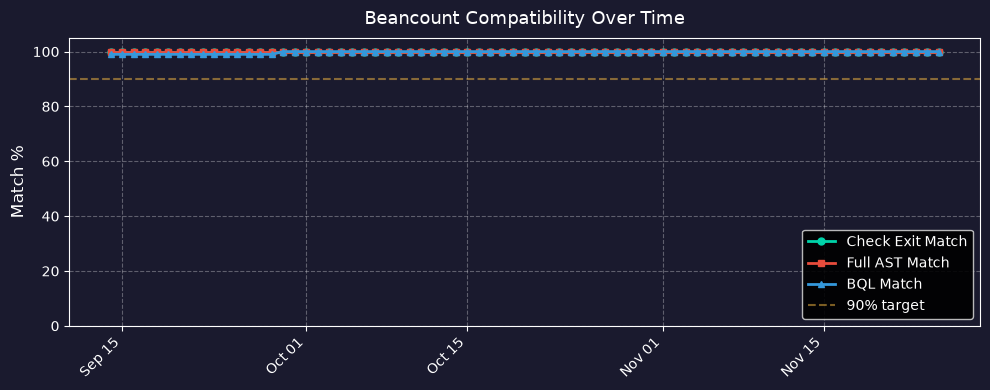 Beancount Compatibility Over Time
Match %
100
80
60
40
20
0
Check Exit Match
Full AST Match
BQL Match
90% target
Sep 15
Oct 01
Oct 15
Nov 01
Nov 15